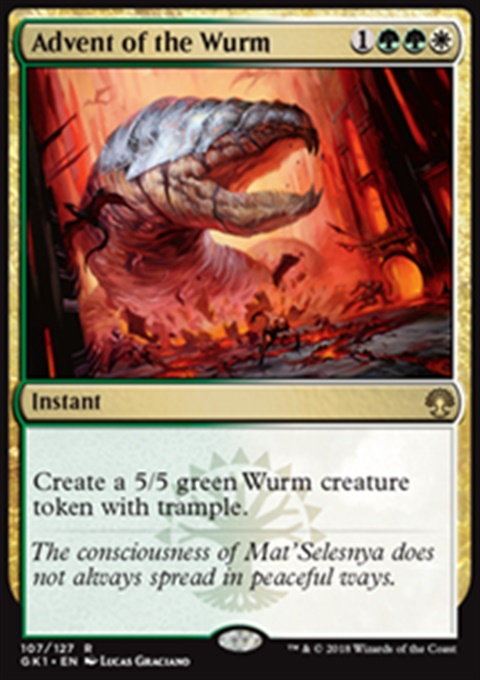 Advent of the Wurm 1
Instant
Create a 5/5 green Wurm creature
token with trample.
The consciousness of Mat'Selesnya does
not always spread in peaceful ways.
107/127 R
GK1 • EN Lucas Graciano ™ & © 2018 Wizards of the Coast